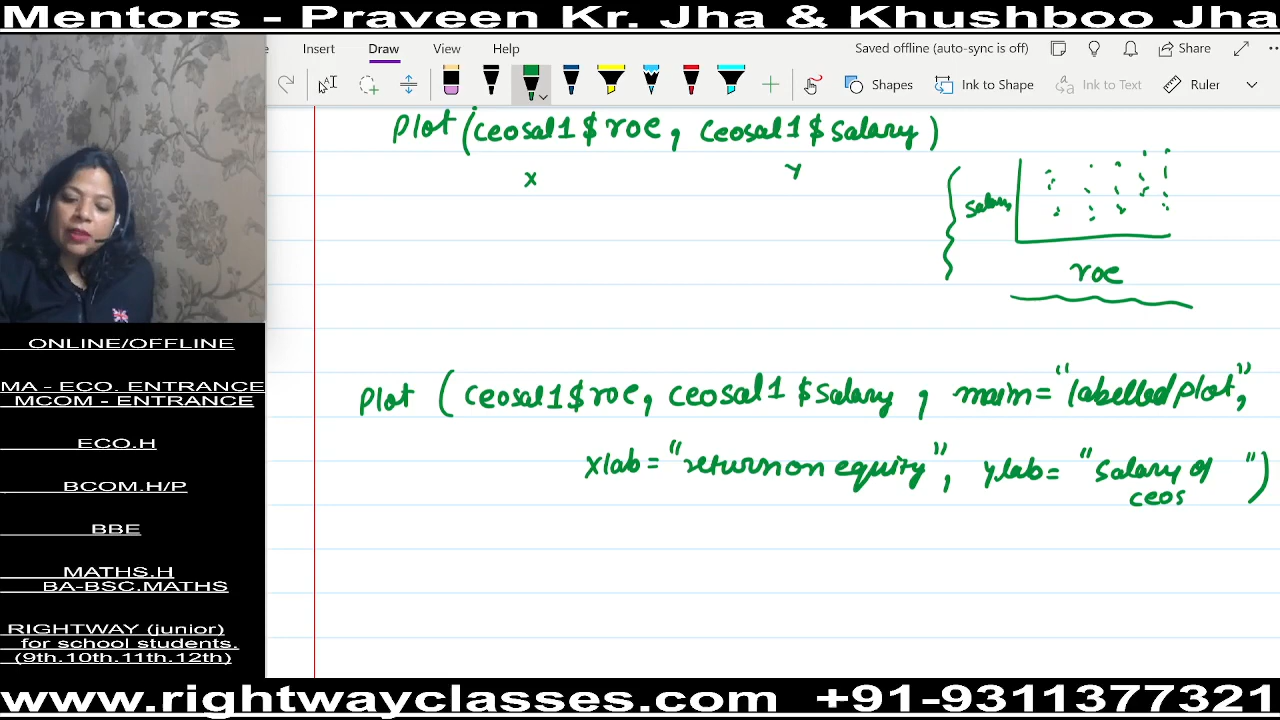 Mentors - Praveen Kr. Jha & Khushboo Jha
Insert Draw View Help Saved offline (auto-sync is off) Share
Shapes Ink to Shape Ink to Text Ruler
Plot (ceosal1$roe, ceosal1$salary)
x y
salary
roe
Plot (ceosal1$roe, ceosal1$salary, main="labelled plot",
xlab="return on equity", ylab="salary of ceos")
ONLINE/OFFLINE
MA - ECO. ENTRANCE
MCOM - ENTRANCE
ECO.H
BCOM.H/P
BBE
MATHS.H
BA-BSC.MATHS
RIGHTWAY (junior)
for school students.
(9th.10th.11th.12th)
www.rightwayclasses.com +91-9311377321